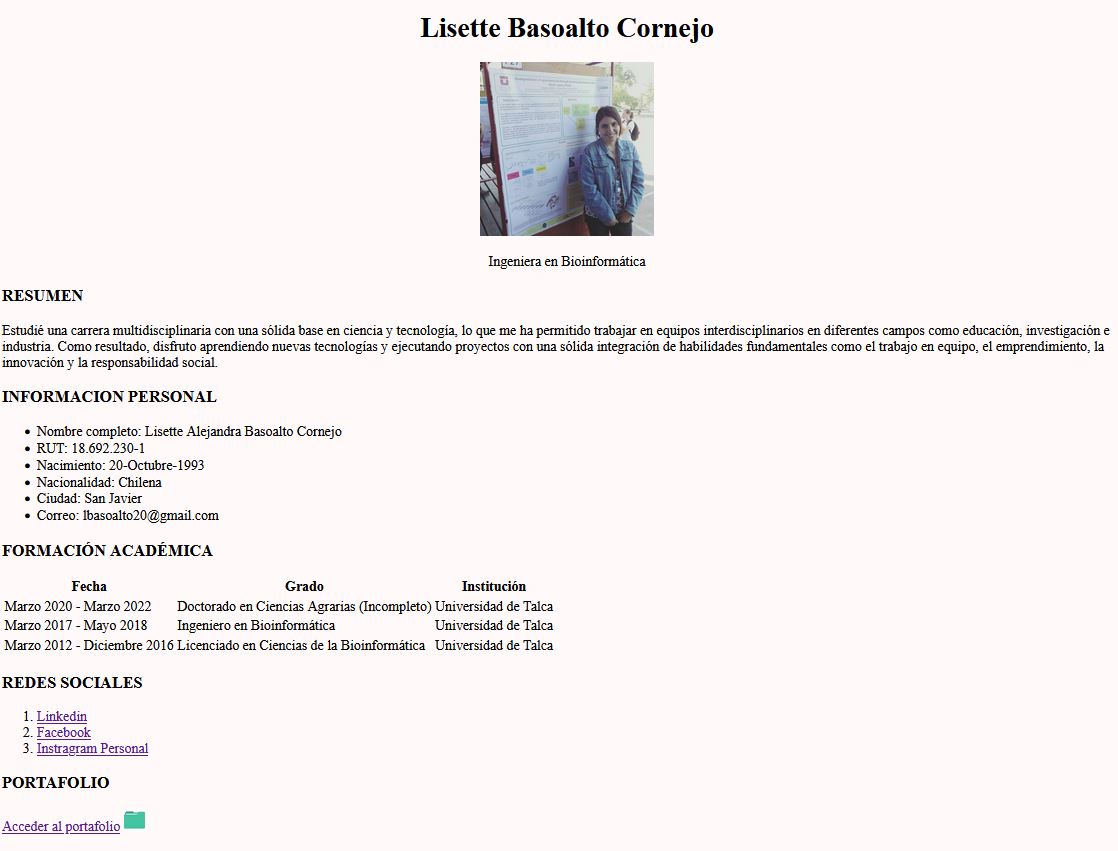 Lisette Basoalto Cornejo
Ingeniera en Bioinformática
RESUMEN
Estudié una carrera multidisciplinaria con una sólida base en ciencia y tecnología, lo que me ha permitido trabajar en equipos interdisciplinarios en diferentes campos como educación, investigación e
industria. Como resultado, disfruto aprendiendo nuevas tecnologías y ejecutando proyectos con una sólida integración de habilidades fundamentales como el trabajo en equipo, el emprendimiento, la
innovación y la responsabilidad social.
INFORMACION PERSONAL
• Nombre completo: Lisette Alejandra Basoalto Cornejo
• RUT: 18.692.230-1
• Nacimiento: 20-Octubre-1993
• Nacionalidad: Chilena
• Ciudad: San Javier
• Correo: lbasoalto20@gmail.com
FORMACIÓN ACADÉMICA
Fecha Grado Institución
Marzo 2020 - Marzo 2022 Doctorado en Ciencias Agrarias (Incompleto) Universidad de Talca
Marzo 2017 - Mayo 2018 Ingeniero en Bioinformática Universidad de Talca
Marzo 2012 - Diciembre 2016 Licenciado en Ciencias de la Bioinformática Universidad de Talca
REDES SOCIALES
1. Linkedin
2. Facebook
3. Instragram Personal
PORTAFOLIO
Acceder al portafolio